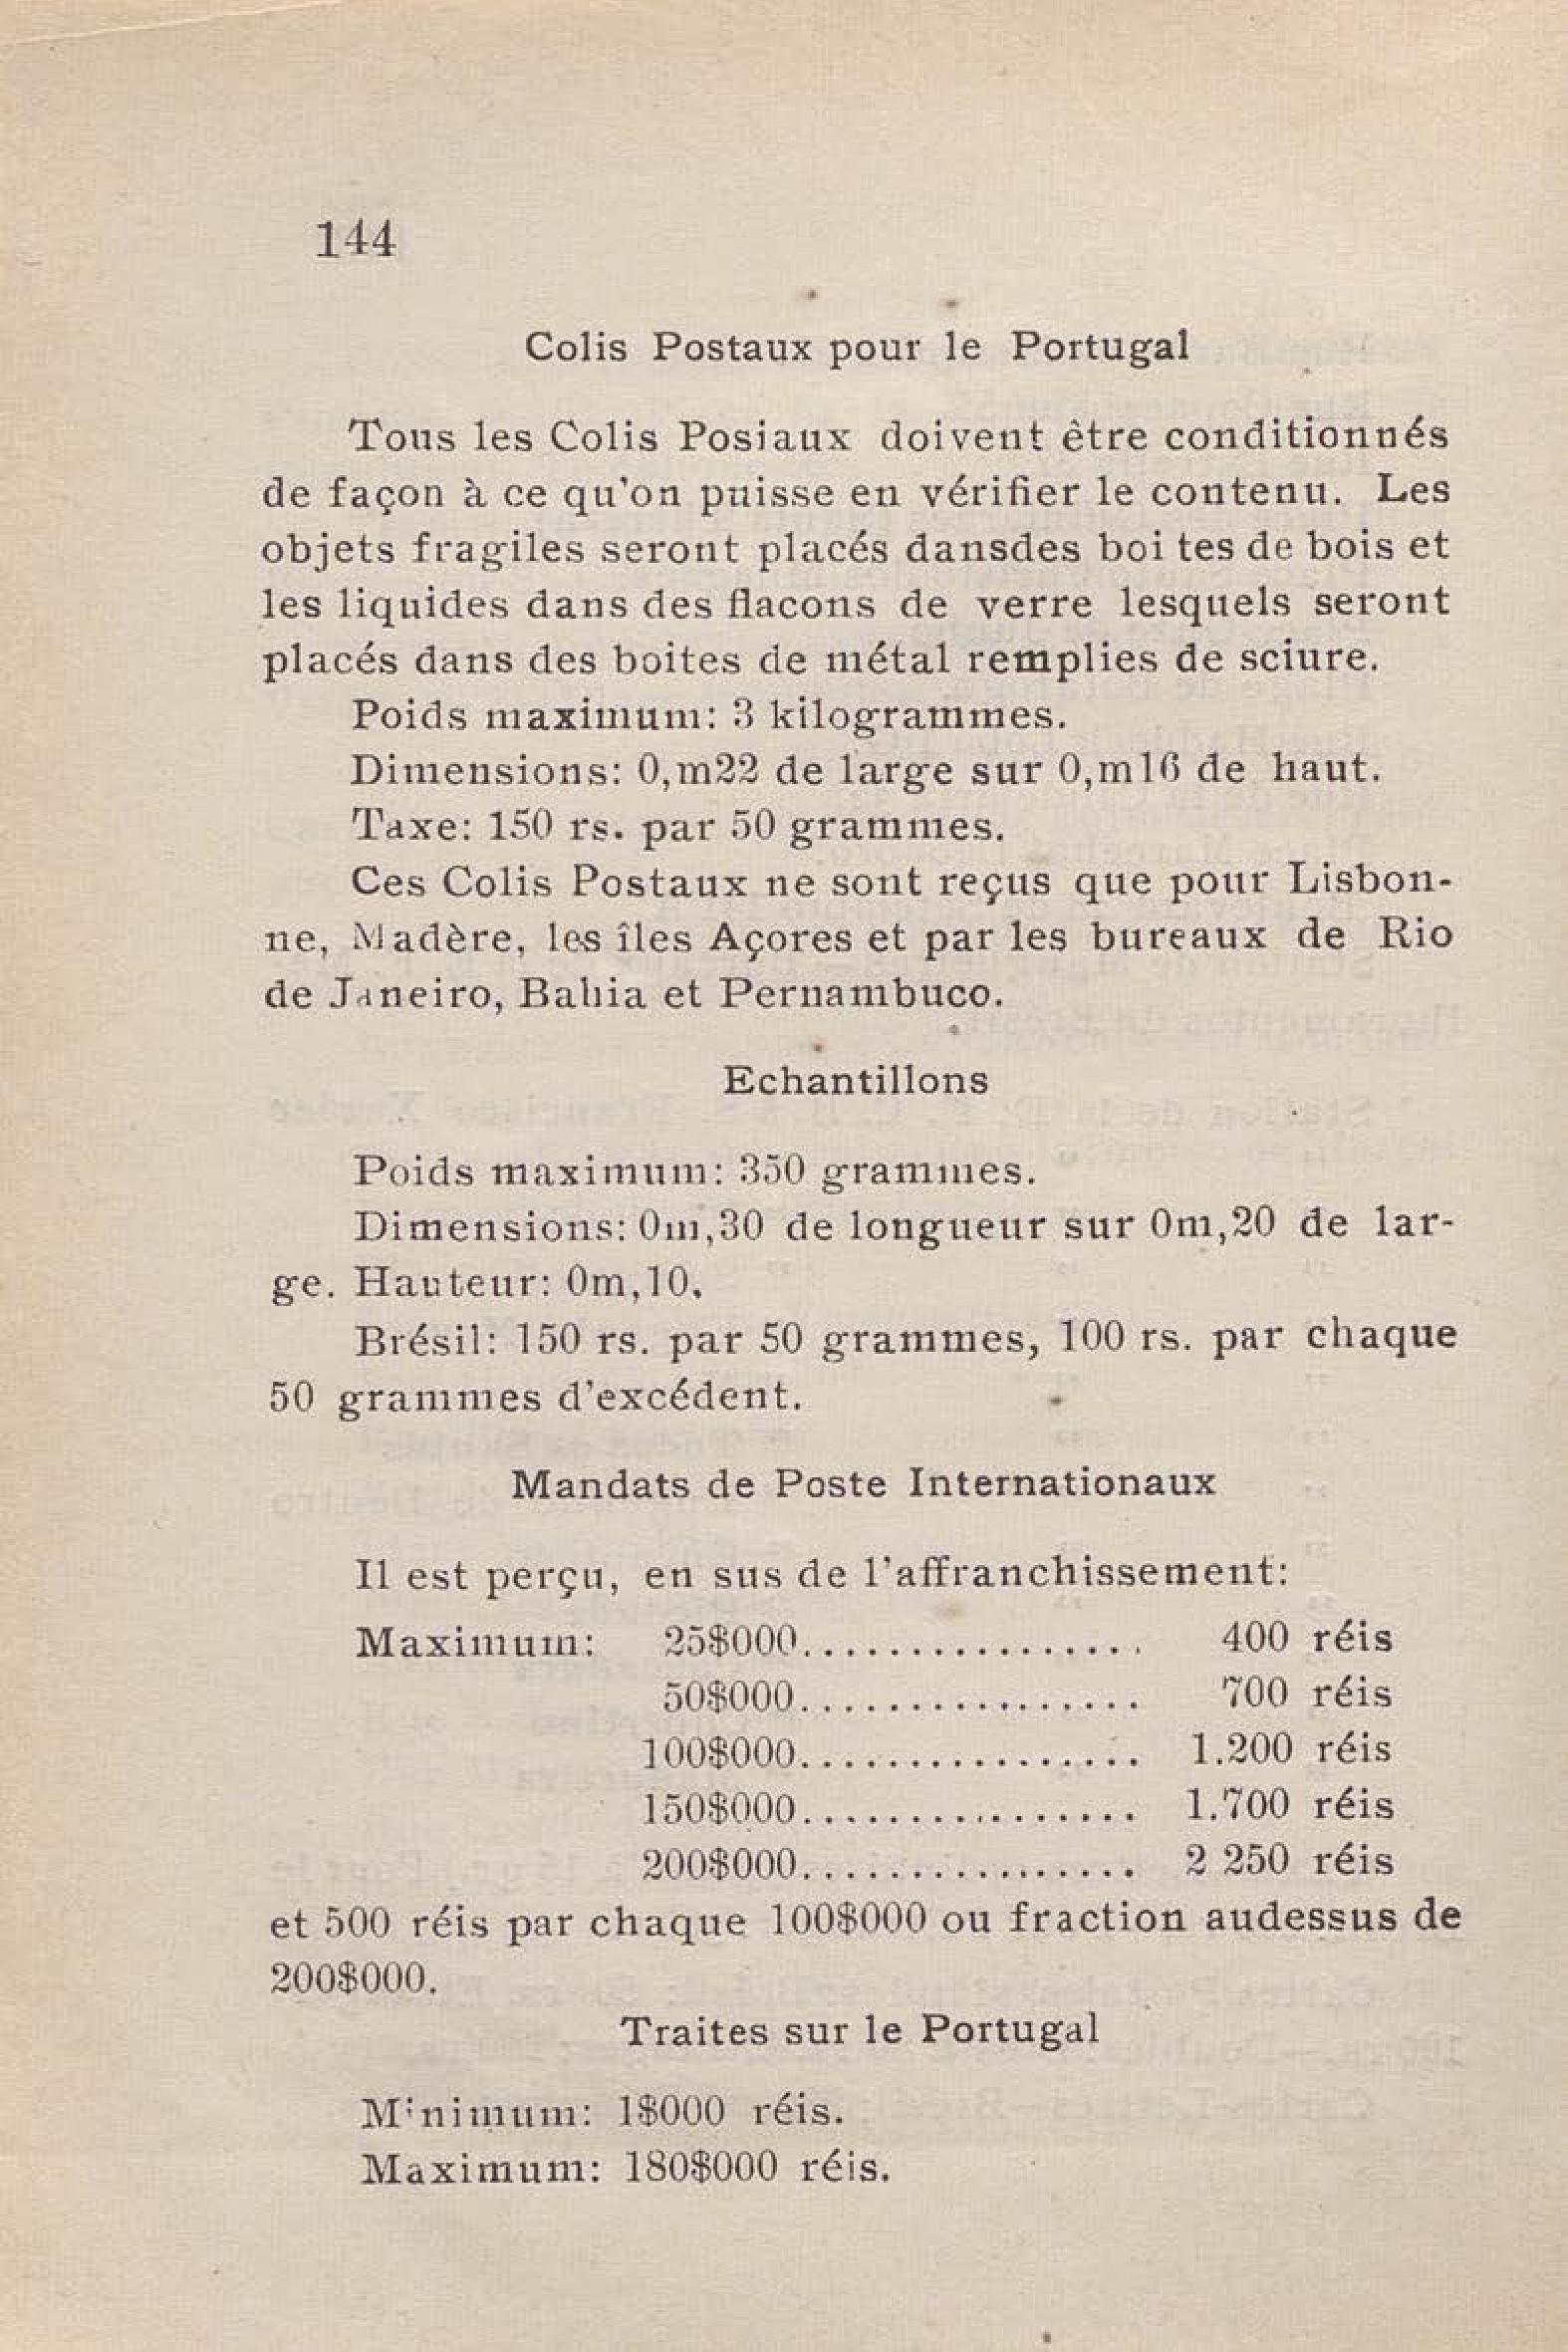 144
Colis Postaux pour le Portugal
Tous les Colis Posiaux doivent être conditionnés
de façon à ce qu'on puisse en vérifier le contenu. Les
objets fragiles seront placés dansdes boi tes de bois et
les liquides dans des flacons de verre lesquels seront
placés dans des boites de métal remplies de sciure.
Poids maximum: 3 kilogrammes.
Dimensions: 0,m22 de large sur 0,m16 de haut.
Taxe: 150 rs. par 50 grammes.
Ces Colis Postaux ne sont reçus que pour Lisbon-
ne, Madère, les îles Açores et par les bureaux de Rio
de Janeiro, Bahia et Pernambuco.
Echantillons
Poids maximum: 350 grammes.
Dimensions: 0m,30 de longueur sur 0m,20 de lar-
ge. Hauteur: 0m,10.
Brésil: 150 rs. par 50 grammes, 100 rs. par chaque
50 grammes d'excédent.
Mandats de Poste Internationaux
Il est perçu, en sus de l'affranchissement:
Maximum: 25$000................ 400 réis
50$000................ 700 réis
100$000................ 1.200 réis
150$000................ 1.700 réis
200$000................ 2 250 réis
et 500 réis par chaque 100$000 ou fraction audessus de
200$000.
Traites sur le Portugal
Minimum: 1$000 réis.
Maximum: 180$000 réis.